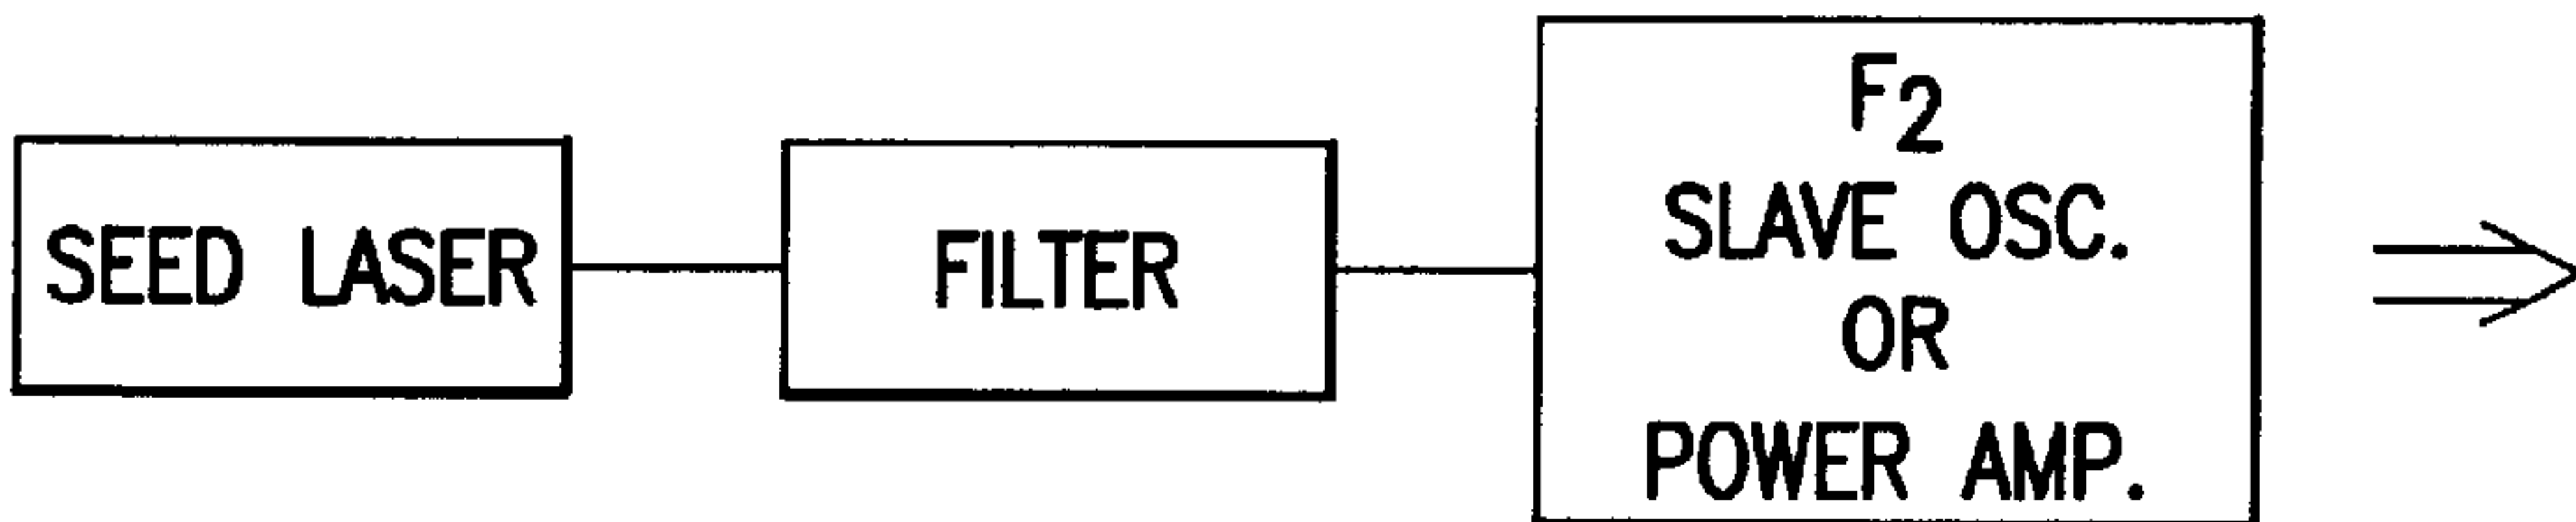 SEED LASER
FILTER
F2
SLAVE OSC.
OR
POWER AMP.